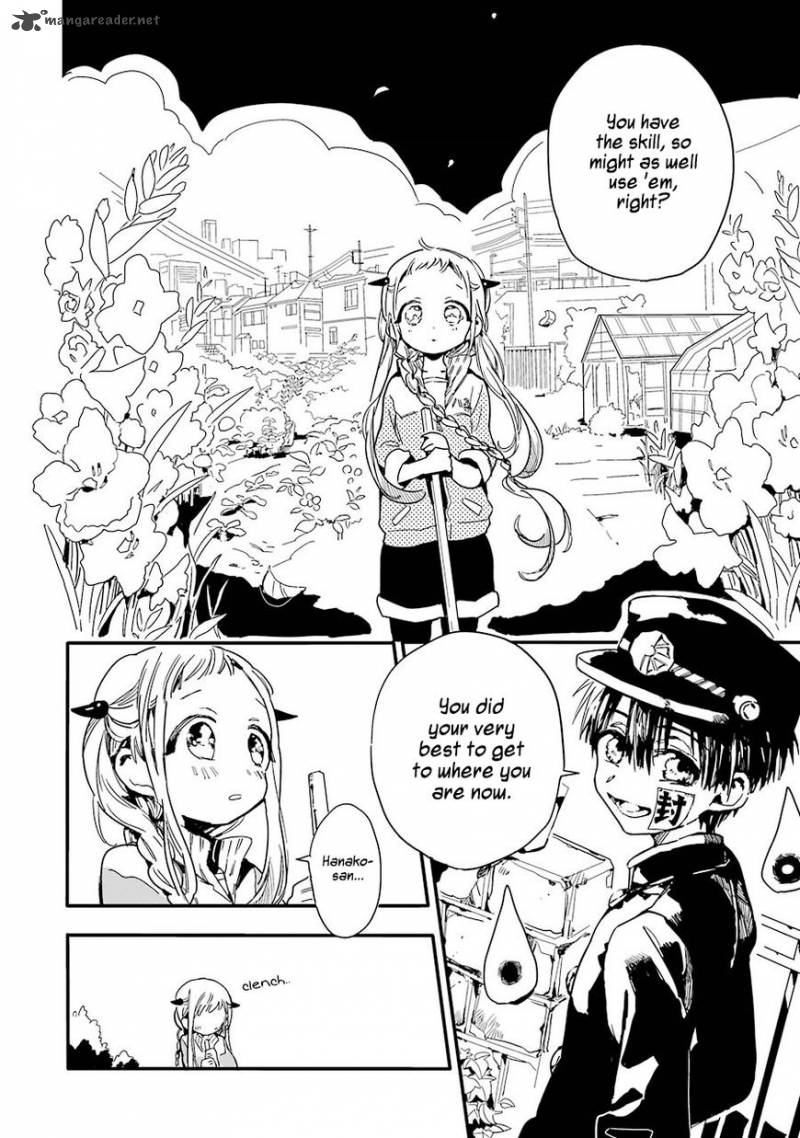 mangareader.net
You have
the skill, so
might as well
use 'em,
right?
You did
your very
best to get
to where you
are now.
封
Hanako-
san...
clench...